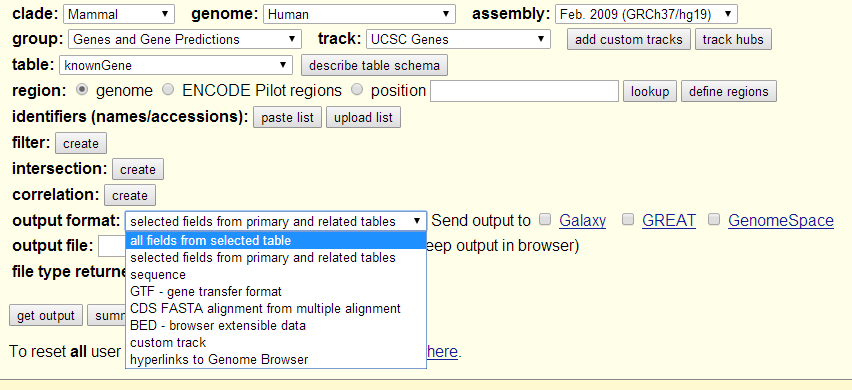 clade: Mammal genome: Human assembly: Feb. 2009 (GRCh37/hg19)
group: Genes and Gene Predictions track: UCSC Genes add custom tracks track hubs
table: knownGene describe table schema
region: genome ENCODE Pilot regions position lookup define regions
identifiers (names/accessions): paste list upload list
filter: create
intersection: create
correlation: create
output format: selected fields from primary and related tables Send output to Galaxy GREAT GenomeSpace
all fields from selected table
output file: eep output in browser)
selected fields from primary and related tables
file type returne
sequence
GTF - gene transfer format
CDS FASTA alignment from multiple alignment
get output sum
BED - browser extensible data
custom track
To reset all user here.
hyperlinks to Genome Browser